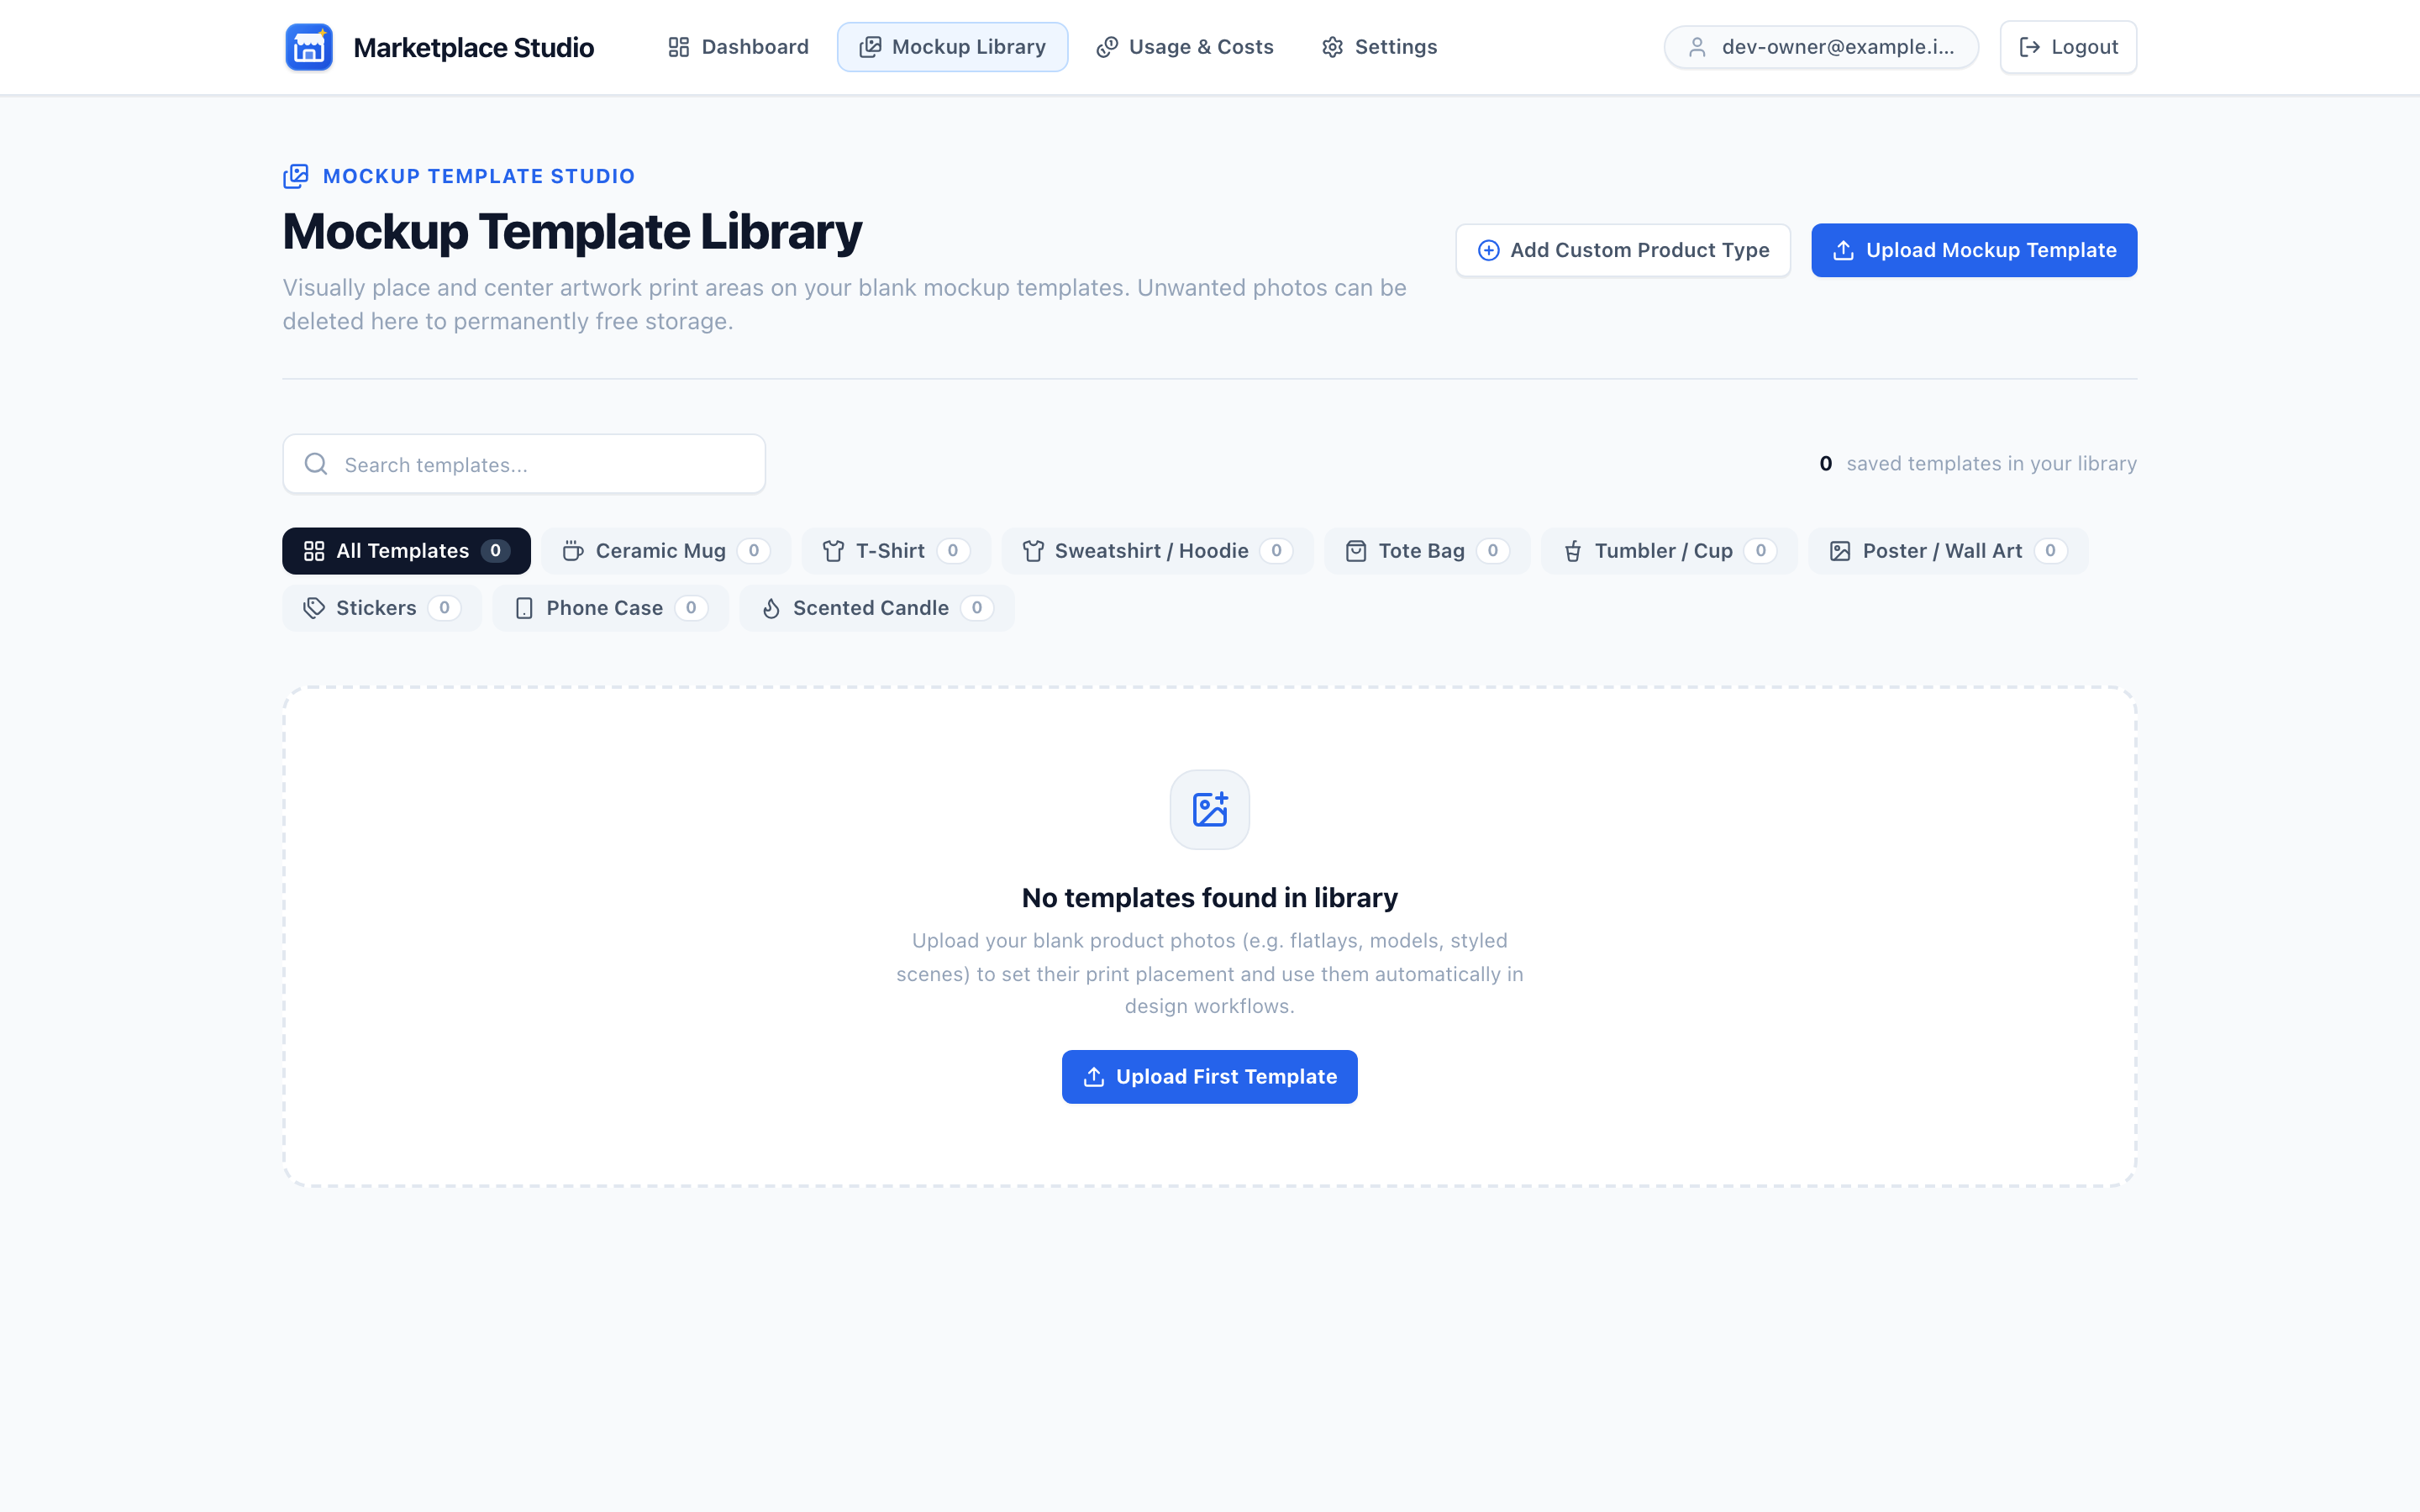 Marketplace Studio
Dashboard
Mockup Library
Usage & Costs
Settings
dev-owner@example.i...
Logout
MOCKUP TEMPLATE STUDIO
Mockup Template Library
Visually place and center artwork print areas on your blank mockup templates. Unwanted photos can be
deleted here to permanently free storage.
Add Custom Product Type
Upload Mockup Template
Search templates...
0 saved templates in your library
All Templates 0
Ceramic Mug 0
T-Shirt 0
Sweatshirt / Hoodie 0
Tote Bag 0
Tumbler / Cup 0
Poster / Wall Art 0
Stickers 0
Phone Case 0
Scented Candle 0
No templates found in library
Upload your blank product photos (e.g. flatlays, models, styled
scenes) to set their print placement and use them automatically in
design workflows.
Upload First Template